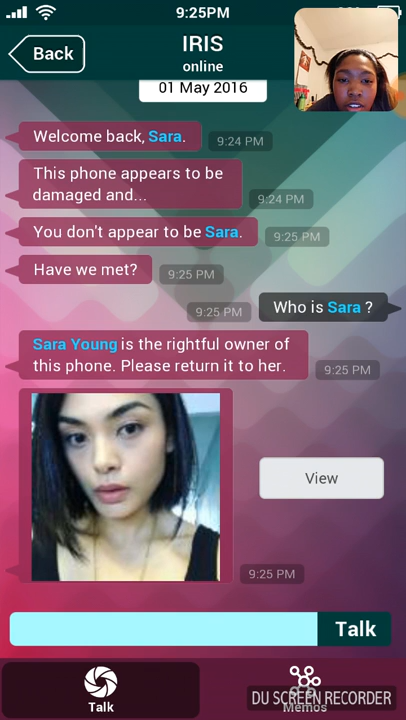 9:25PM
Back
IRIS
online
01 May 2016
Welcome back, Sara.
9:24 PM
This phone appears to be
damaged and...
9:24 PM
You don't appear to be Sara.
9:25 PM
Have we met?
9:25 PM
9:25 PM
Who is Sara ?
Sara Young is the rightful owner of
this phone. Please return it to her.
9:25 PM
View
9:25 PM
Talk
Talk
Memos
DU SCREEN RECORDER